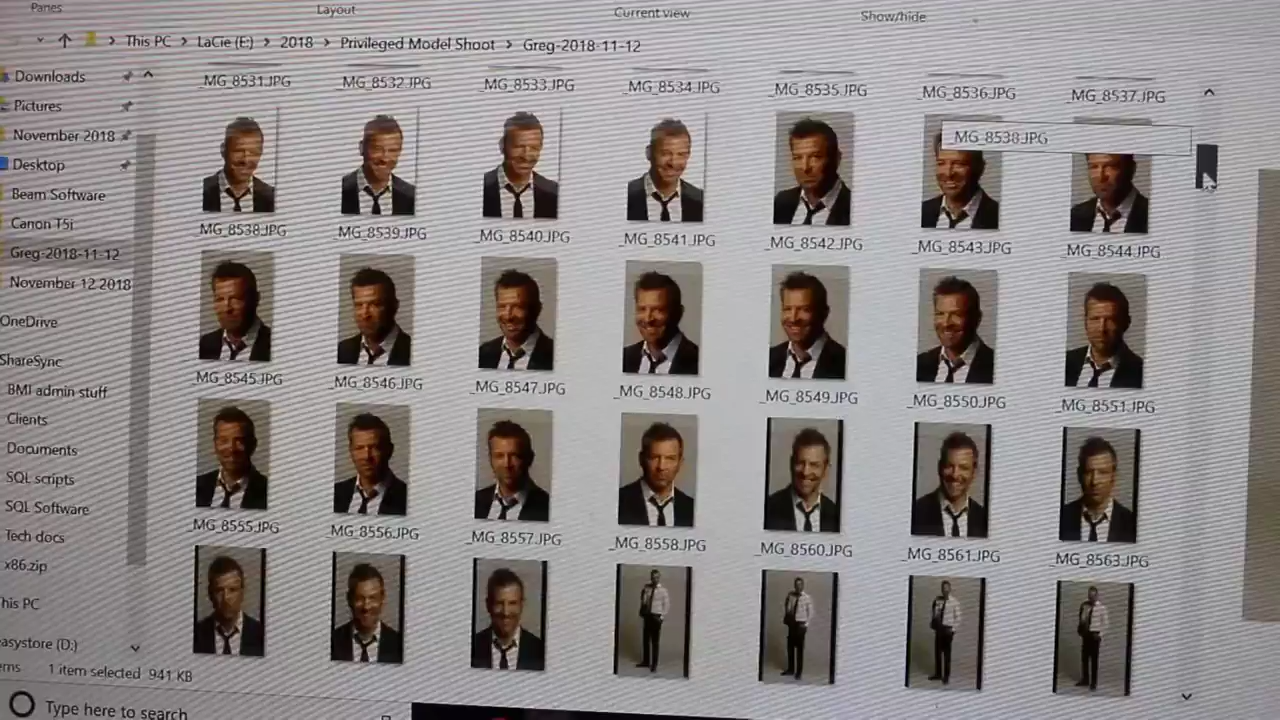 Panes Layout Current view Show/hide
This PC > LaCie (E:) > 2018 > Privileged Model Shoot > Greg-2018-11-12
Downloads
Pictures
November 2018
Desktop
Beam Software
Canon T5i
Greg-2018-11-12
November 12 2018
OneDrive
ShareSync
BMI admin stuff
Clients
Documents
SQL scripts
SQL Software
Tech docs
x86.zip
his PC
easystore (D:)
_MG_8531.JPG _MG_8532.JPG _MG_8533.JPG _MG_8534.JPG _MG_8535.JPG _MG_8536.JPG _MG_8537.JPG
_MG_8538.JPG
_MG_8538.JPG _MG_8539.JPG _MG_8540.JPG _MG_8541.JPG _MG_8542.JPG _MG_8543.JPG _MG_8544.JPG
_MG_8545.JPG _MG_8546.JPG _MG_8547.JPG _MG_8548.JPG _MG_8549.JPG _MG_8550.JPG _MG_8551.JPG
_MG_8555.JPG _MG_8556.JPG _MG_8557.JPG _MG_8558.JPG _MG_8560.JPG _MG_8561.JPG _MG_8563.JPG
ems 1 item selected 941 KB
Type here to search